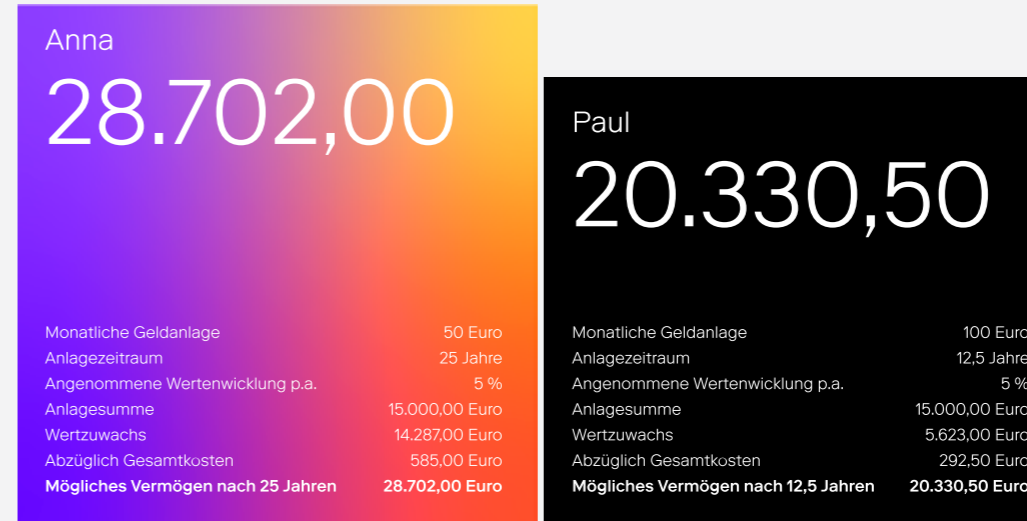 Anna
28.702,00
Monatliche Geldanlage 50 Euro
Anlagezeitraum 25 Jahre
Angenommene Wertenwicklung p.a. 5 %
Anlagesumme 15.000,00 Euro
Wertzuwachs 14.287,00 Euro
Abzüglich Gesamtkosten 585,00 Euro
Mögliches Vermögen nach 25 Jahren 28.702,00 Euro
Paul
20.330,50
Monatliche Geldanlage 100 Euro
Anlagezeitraum 12,5 Jahre
Angenommene Wertenwicklung p.a. 5 %
Anlagesumme 15.000,00 Euro
Wertzuwachs 5.623,00 Euro
Abzüglich Gesamtkosten 292,50 Euro
Mögliches Vermögen nach 12,5 Jahren 20.330,50 Euro